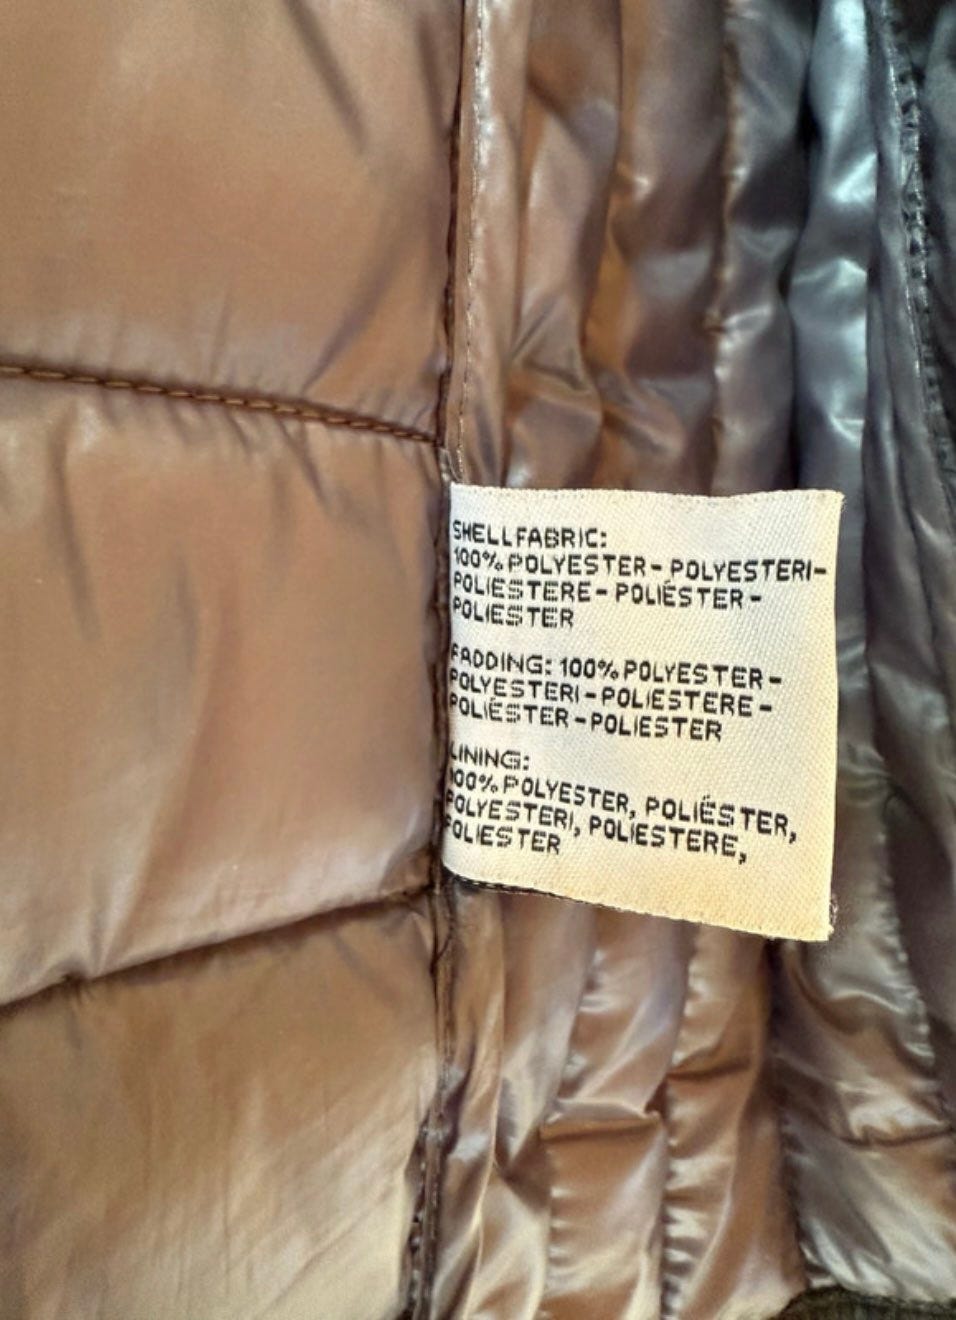 SHELLFABRIC:
100% POLYESTER - POLYESTERI-
POLIESTERE - POLIÉSTER -
POLIESTER
PADDING: 100% POLYESTER -
POLYESTERI - POLIESTERE -
POLIÉSTER - POLIESTER
LINING:
100% POLYESTER, POLIÉSTER,
POLYESTERI, POLIESTERE,
POLIESTER